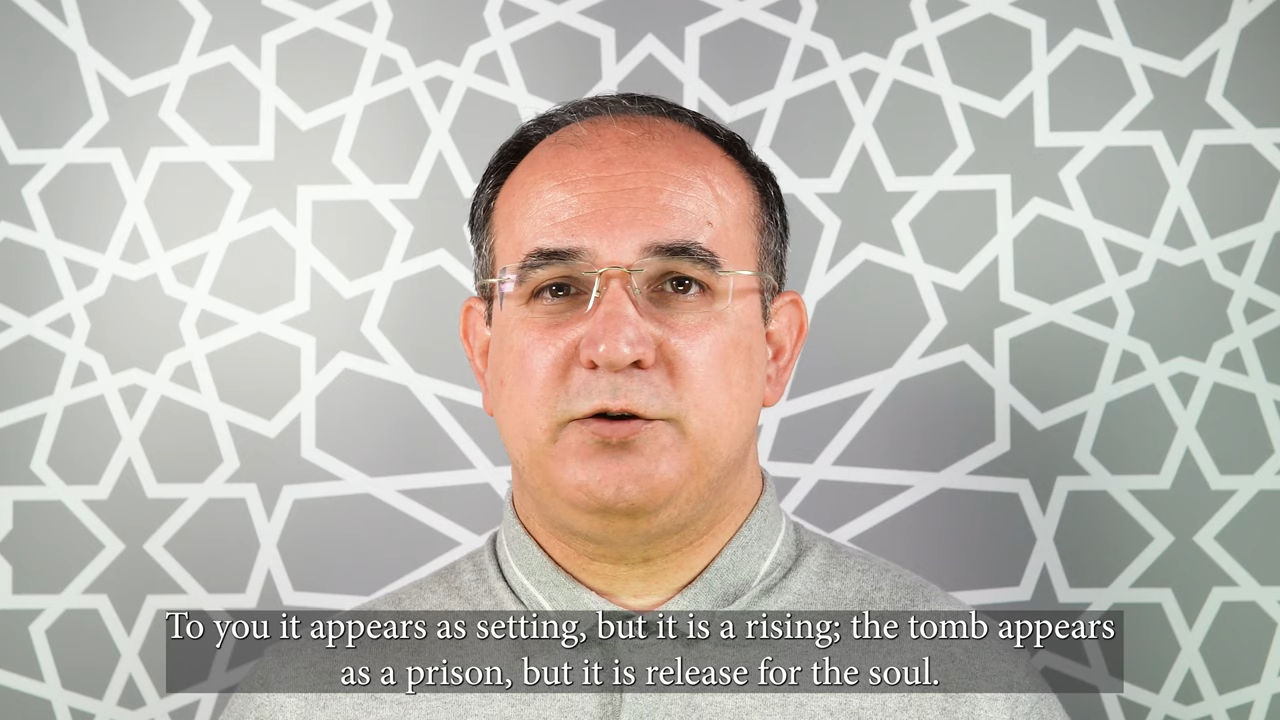 To you it appears as setting, but it is a rising; the tomb appears
as a prison, but it is release for the soul.